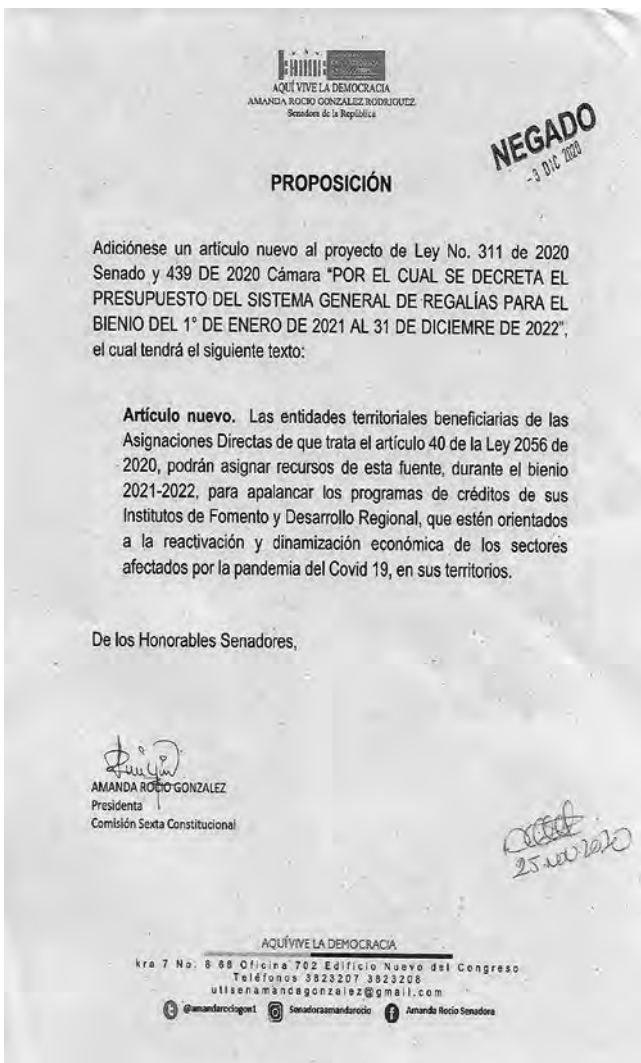 AQUÍ VIVE LA DEMOCRACIA
AMANDA ROCIO GONZALEZ RODRIGUEZ
Senadora de la República
NEGADO
-3 DIC 2020
PROPOSICIÓN
Adiciónese un artículo nuevo al proyecto de Ley No. 311 de 2020
Senado y 439 DE 2020 Cámara "POR EL CUAL SE DECRETA EL
PRESUPUESTO DEL SISTEMA GENERAL DE REGALÍAS PARA EL
BIENIO DEL 1° DE ENERO DE 2021 AL 31 DE DICIEMBRE DE 2022",
el cual tendrá el siguiente texto:
Artículo nuevo. Las entidades territoriales beneficiarias de las
Asignaciones Directas de que trata el artículo 40 de la Ley 2056 de
2020, podrán asignar recursos de esta fuente, durante el bienio
2021-2022, para apalancar los programas de créditos de sus
Institutos de Fomento y Desarrollo Regional, que estén orientados
a la reactivación y dinamización económica de los sectores
afectados por la pandemia del Covid 19, en sus territorios.
De los Honorables Senadores,
AMANDA ROCIO GONZALEZ
Presidenta
Comisión Sexta Constitucional
25 NOV 2020
AQUÍVIVE LA DEMOCRACIA
kra 7 No. 8 68 Oficina 702 Edificio Nuevo del Congreso
Teléfonos 3823207 3823208
utlsenamandagonzalez@gmail.com
@amandarociogon1 Senadoraamandarocio Amanda Rocio Senadora